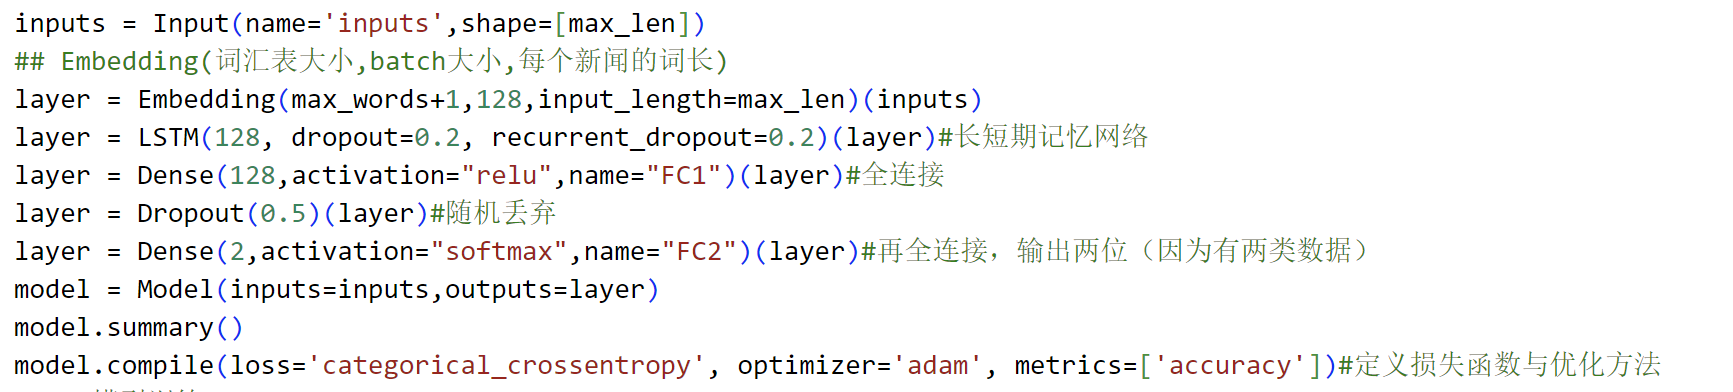 inputs = Input(name='inputs',shape=[max_len])
## Embedding(词汇表大小,batch大小,每个新闻的词长)
layer = Embedding(max_words+1,128,input_length=max_len)(inputs)
layer = LSTM(128, dropout=0.2, recurrent_dropout=0.2)(layer)#长短期记忆网络
layer = Dense(128,activation="relu",name="FC1")(layer)#全连接
layer = Dropout(0.5)(layer)#随机丢弃
layer = Dense(2,activation="softmax",name="FC2")(layer)#再全连接，输出两位（因为有两类数据）
model = Model(inputs=inputs,outputs=layer)
model.summary()
model.compile(loss='categorical_crossentropy', optimizer='adam', metrics=['accuracy'])#定义损失函数与优化方法